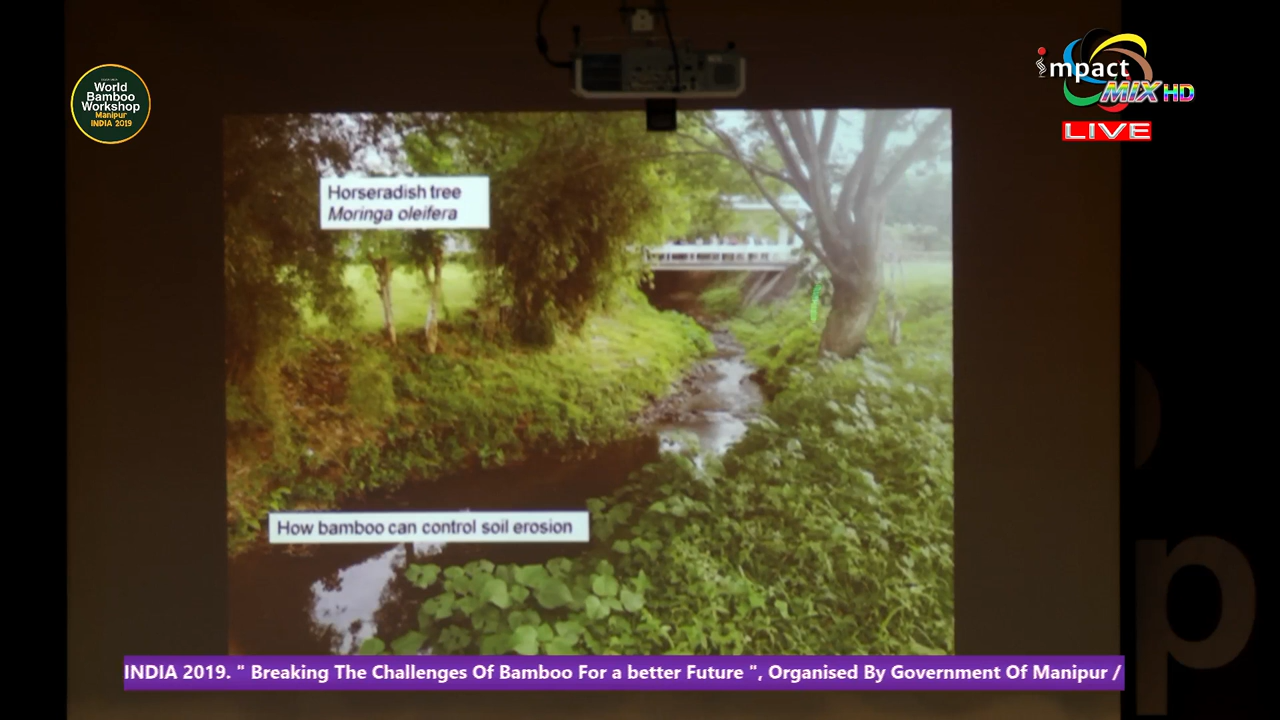 World
Bamboo
Workshop
Manipur
INDIA 2019
impact
MIX HD
LIVE
Horseradish tree
Moringa oleifera
How bamboo can control soil erosion
p
INDIA 2019. " Breaking The Challenges Of Bamboo For a better Future ", Organised By Government Of Manipur /